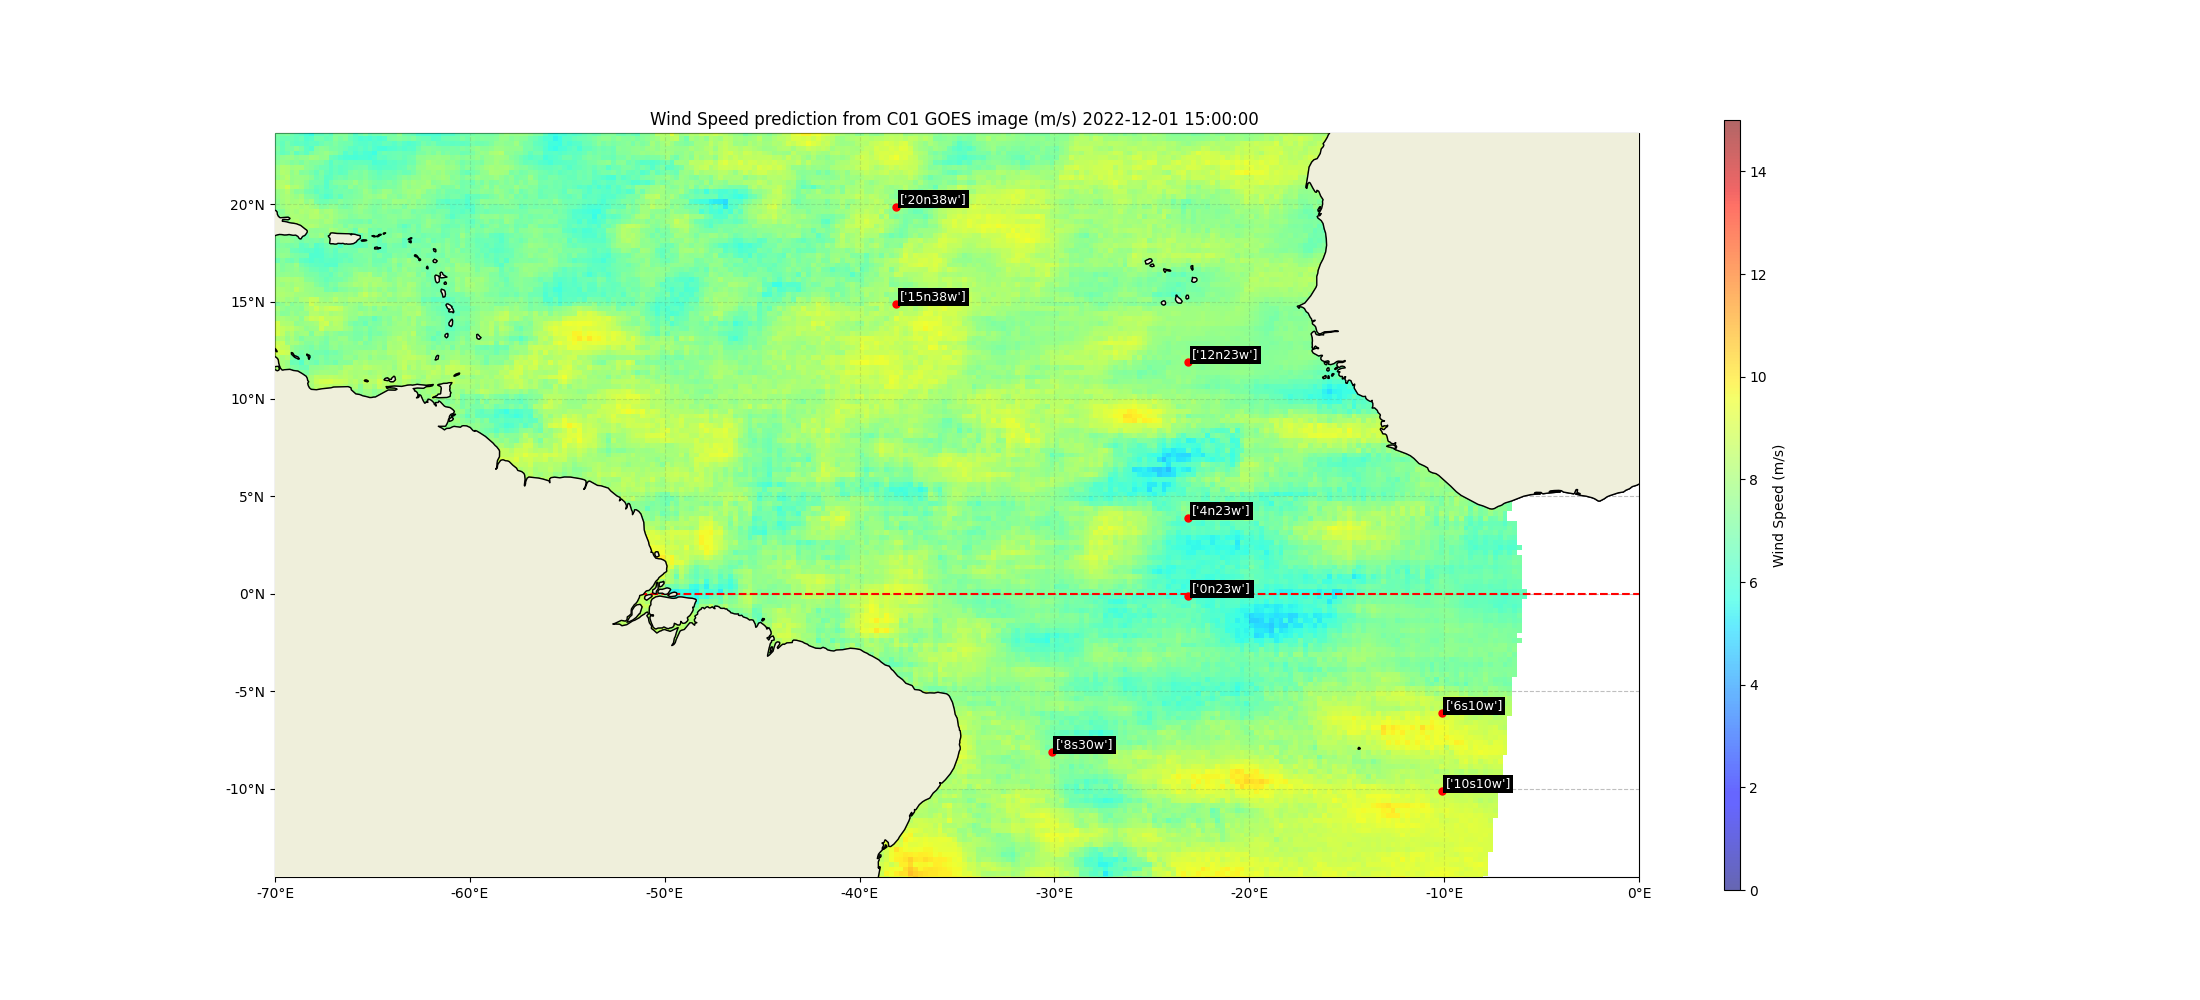 Wind Speed prediction from C01 GOES image (m/s) 2022-12-01 15:00:00
20°N
15°N
10°N
5°N
0°N
-5°N
-10°N
['20n38w']
['15n38w']
['12n23w']
['4n23w']
['0n23w']
['6s10w']
['8s30w']
['10s10w']
-70°E
-60°E
-50°E
-40°E
-30°E
-20°E
-10°E
0°E
14
12
10
8
6
4
2
0
Wind Speed (m/s)